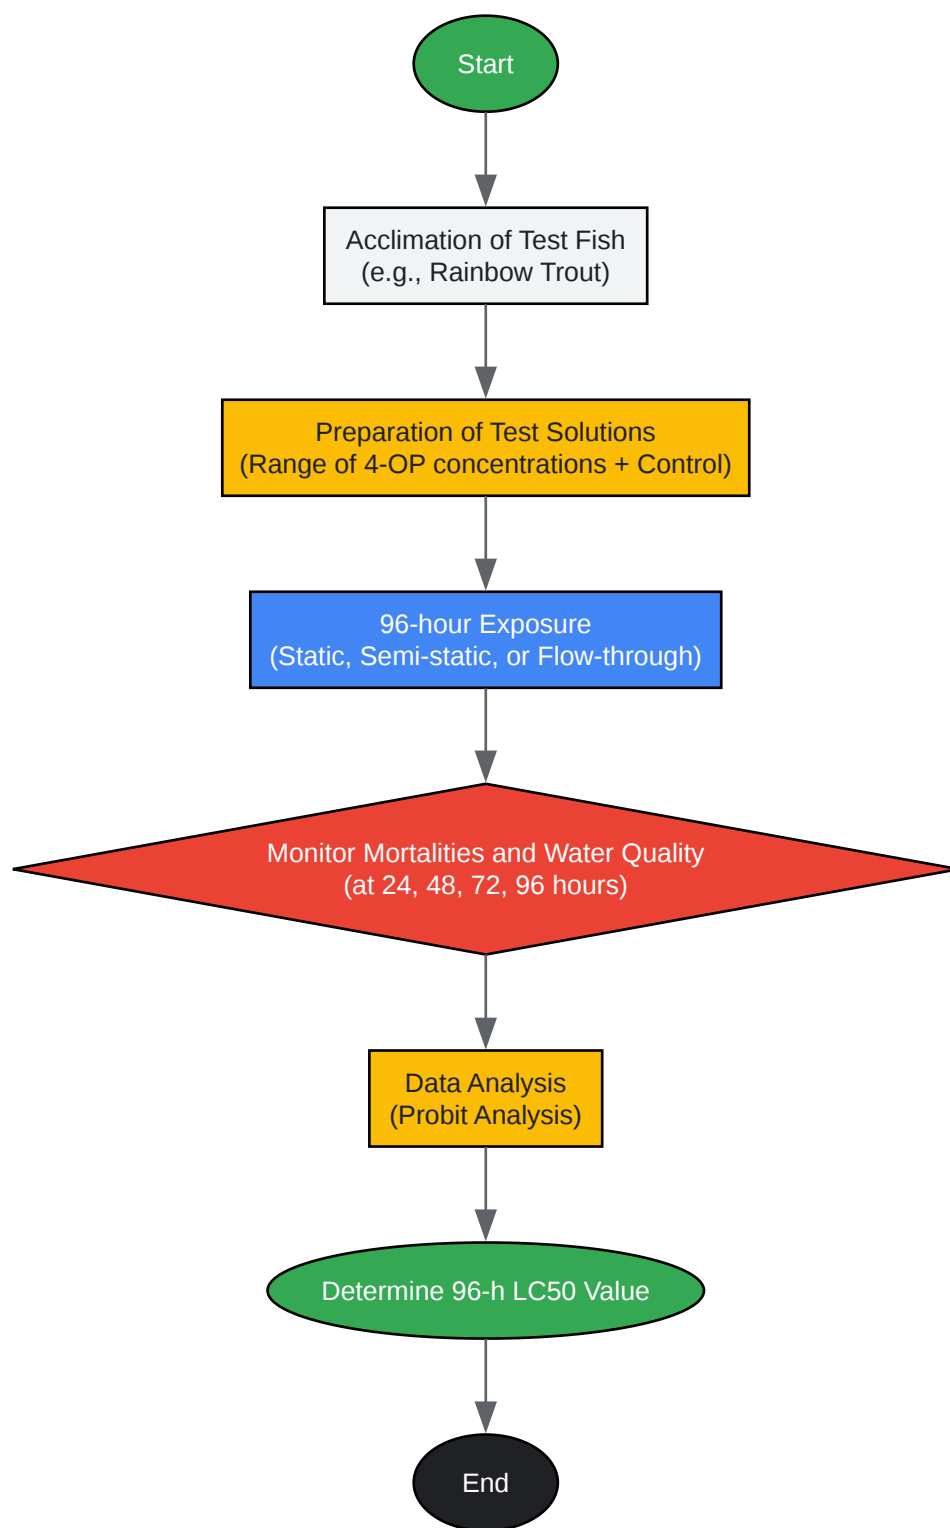 Start
Acclimation of Test Fish
(e.g., Rainbow Trout)
Preparation of Test Solutions
(Range of 4-OP concentrations + Control)
96-hour Exposure
(Static, Semi-static, or Flow-through)
Monitor Mortalities and Water Quality
(at 24, 48, 72, 96 hours)
Data Analysis
(Probit Analysis)
Determine 96-h LC50 Value
End